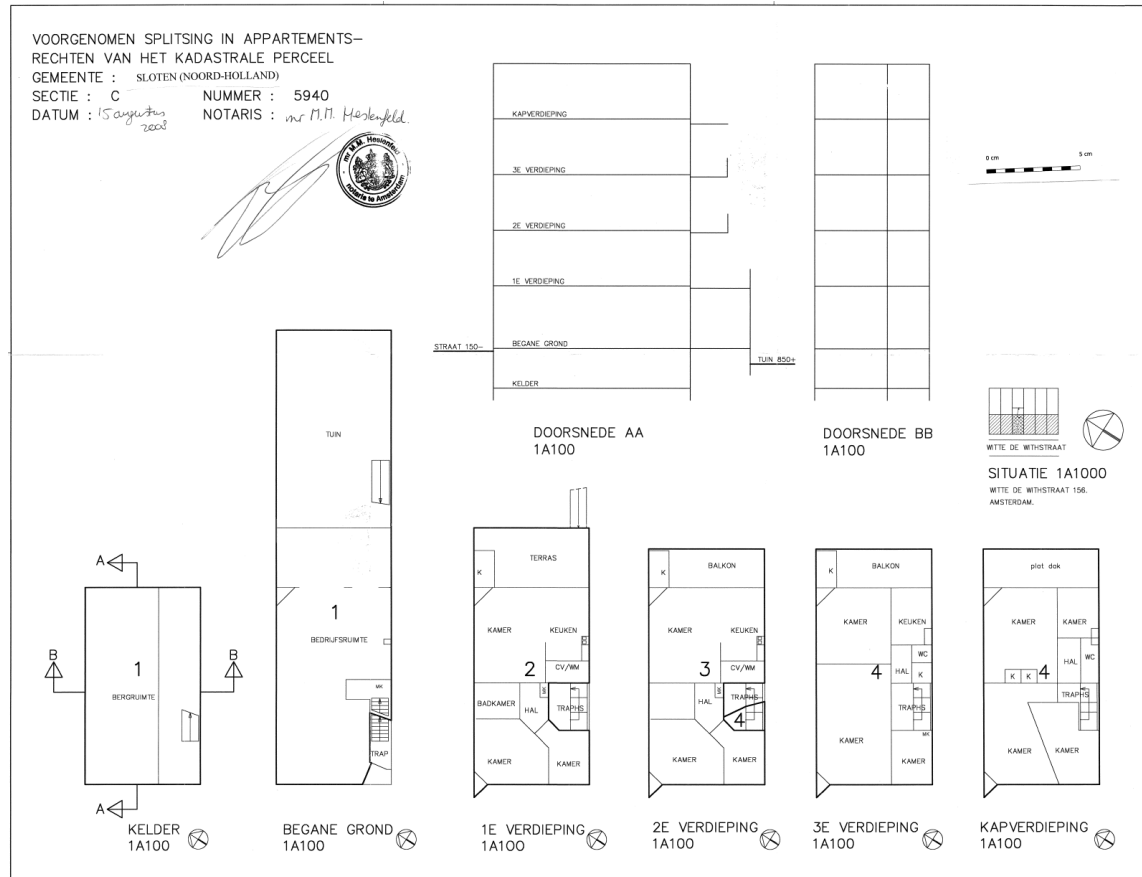 VOORGENOMEN SPLITSING IN APPARTEMENTS-
RECHTEN VAN HET KADASTRALE PERCEEL
GEMEENTE : SLOTEN (NOORD-HOLLAND)
SECTIE : C NUMMER : 5940
DATUM : 15 augustus 2008 NOTARIS : mr M.M. Heslenfeld.
mr M.M. Heslenfeld
notaris te Amsterdam
KAPVERDIEPING
3E VERDIEPING
2E VERDIEPING
1E VERDIEPING
STRAAT 150-
BEGANE GROND
TUIN 850+
KELDER
DOORSNEDE AA
1A100
DOORSNEDE BB
1A100
0 cm 5 cm
WITTE DE WITHSTRAAT
SITUATIE 1A1000
WITTE DE WITHSTRAAT 156.
AMSTERDAM.
A
B
1
B
BERGRUIMTE
A
KELDER
1A100
TUIN
1
BEDRIJFSRUIMTE
MK
TRAP
BEGANE GROND
1A100
TERRAS
K
KAMER KEUKEN
2 CV/WM
MK
BADKAMER HAL TRAPHS
KAMER KAMER
1E VERDIEPING
1A100
BALKON
K
KAMER KEUKEN
3 CV/WM
MK
HAL TRAPHS
4
KAMER KAMER
2E VERDIEPING
1A100
BALKON
K
KAMER KEUKEN
WC
4 HAL K
TRAPHS
MK
KAMER
KAMER
3E VERDIEPING
1A100
plat dak
KAMER KAMER
HAL WC
K K 4
TRAPHS
KAMER KAMER
KAPVERDIEPING
1A100